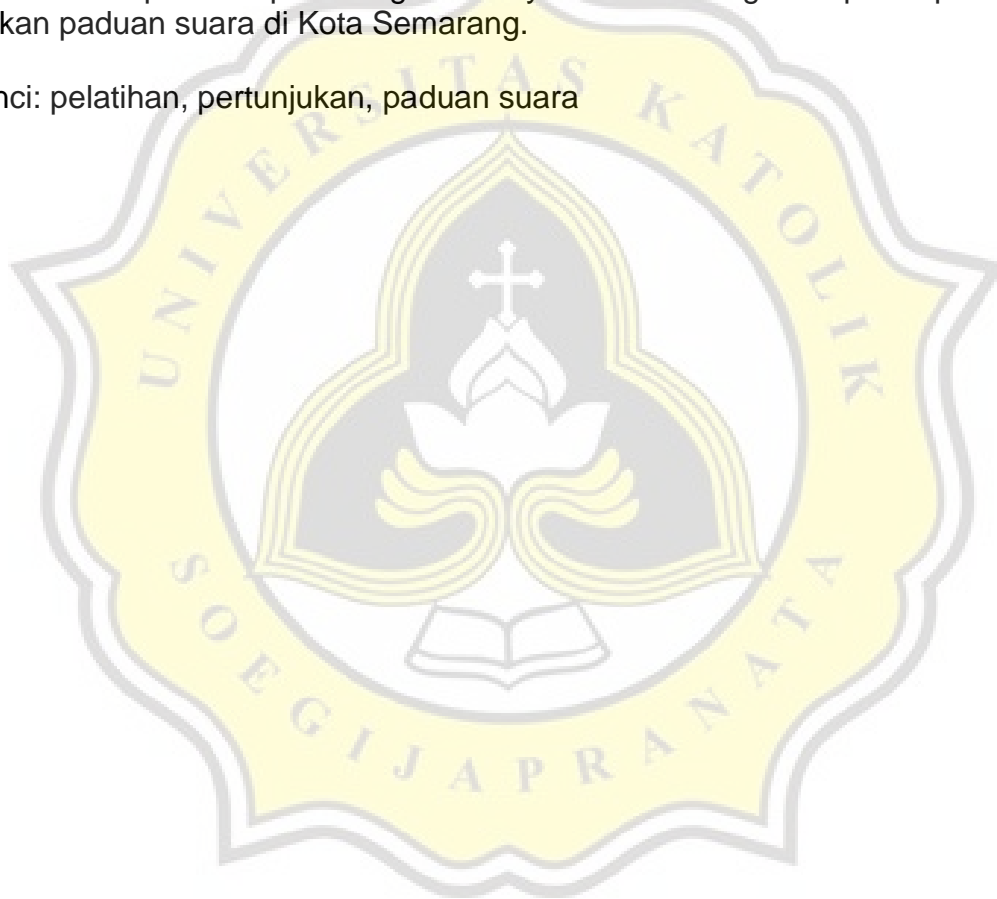 kan paduan suara di Kota Semarang.
nci: pelatihan, pertunjukan, paduan suara
UNIVERSITAS KATOLIK
SOEGIJAPRANATA